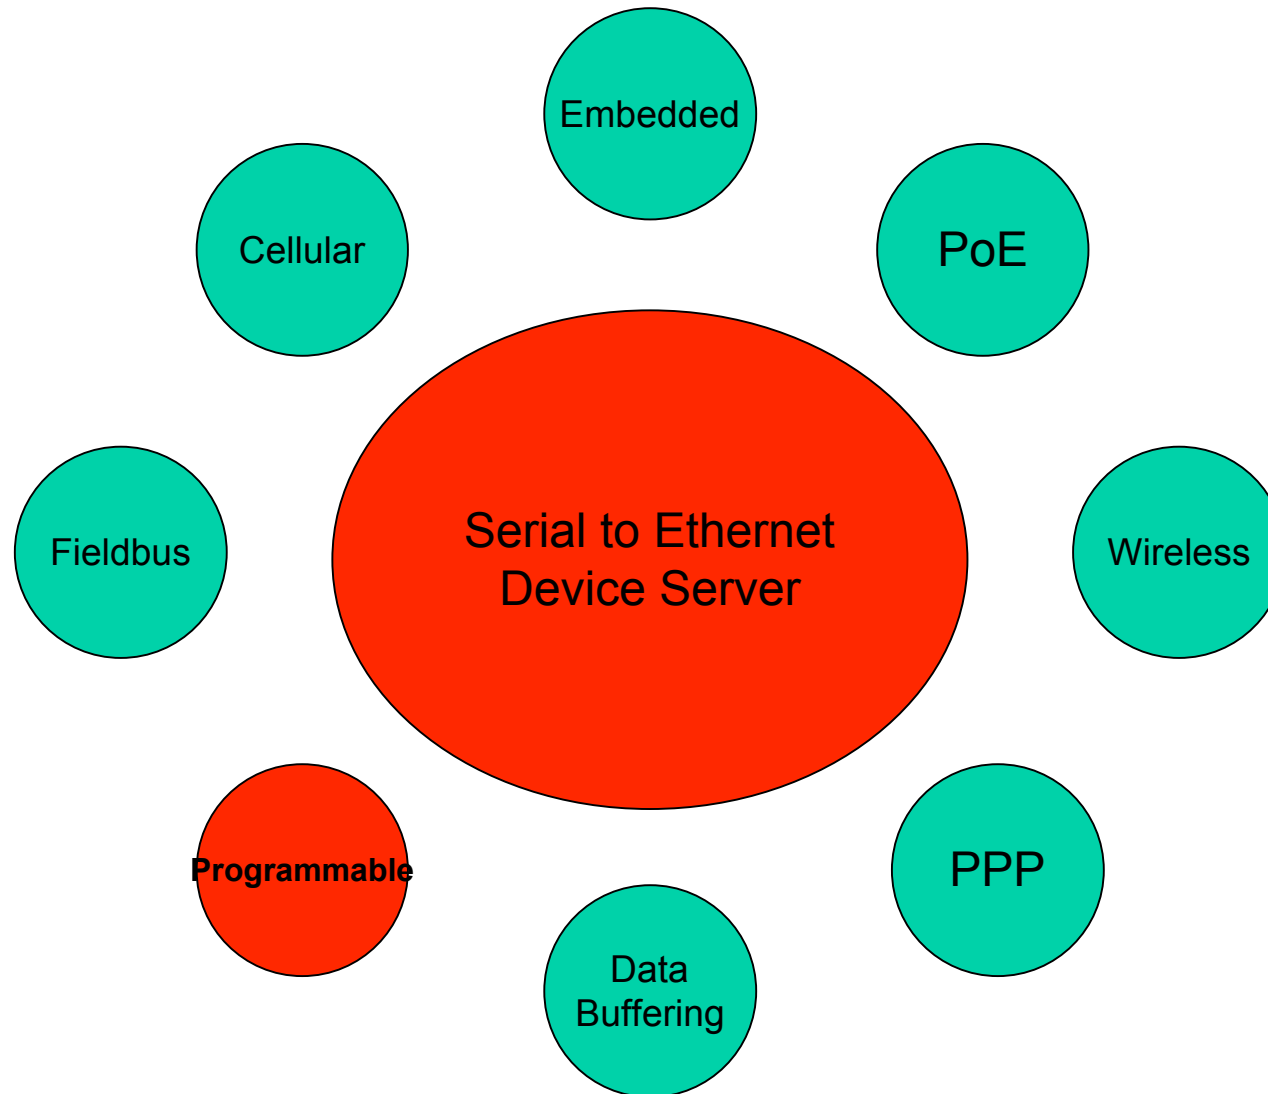 Embedded
Cellular
PoE
Serial to Ethernet
Device Server
Fieldbus
Wireless
Programmable
PPP
Data
Buffering